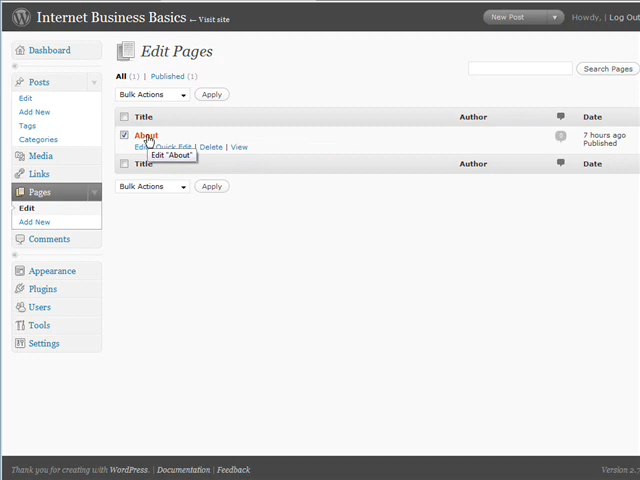 Internet Business Basics ← Visit site
New Post
Howdy, | Log Out
Dashboard
Posts
Edit
Add New
Tags
Categories
Media
Links
Pages
Edit
Add New
Comments
Appearance
Plugins
Users
Tools
Settings
Edit Pages
All (1) | Published (1)
Search Pages
Bulk Actions
Apply
Title
Author
Date
About
Edit | Quick Edit | Delete | View
Edit "About"
7 hours ago
Published
Title
Author
Date
Bulk Actions
Apply
Thank you for creating with WordPress. | Documentation | Feedback
Version 2.